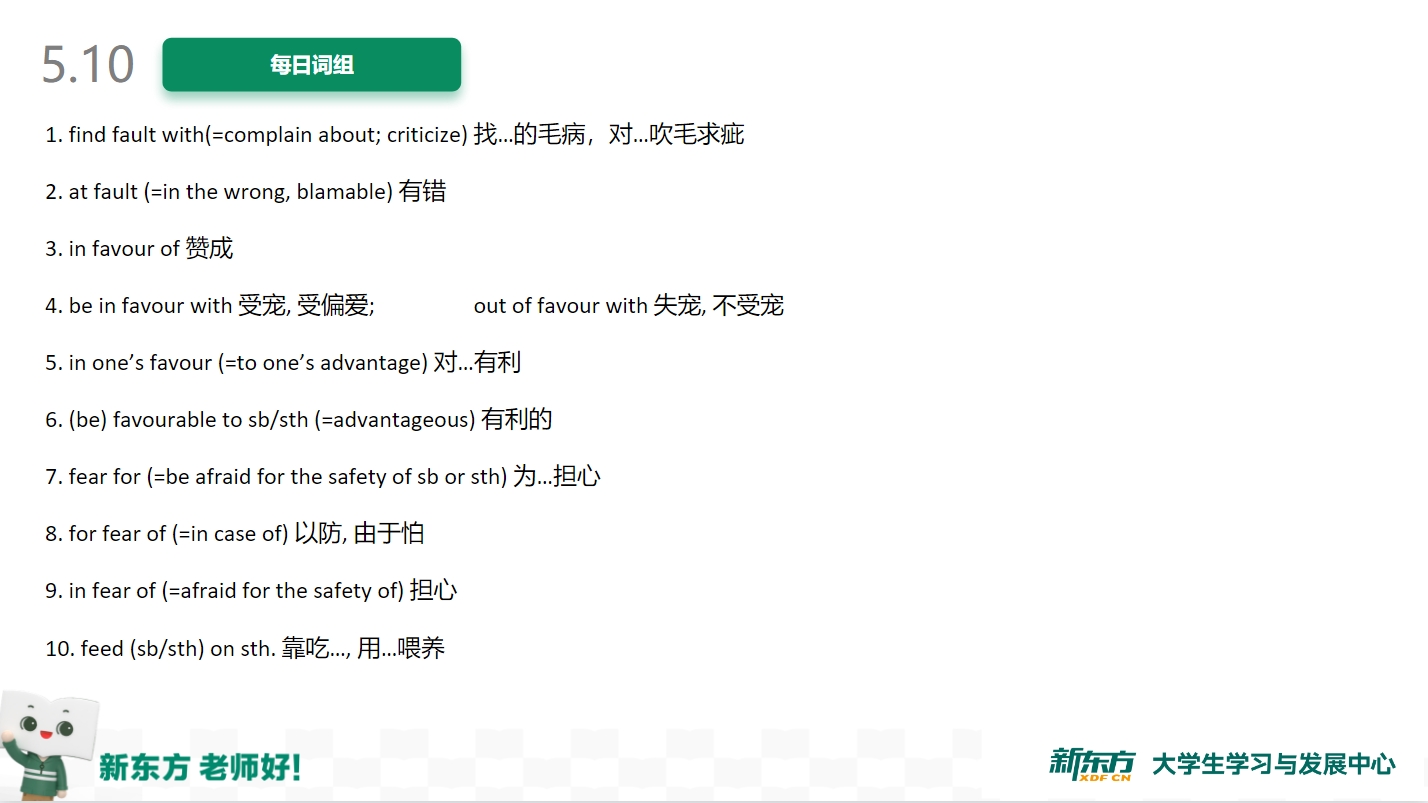 5.10 每日词组
1. find fault with(=complain about; criticize) 找...的毛病，对...吹毛求疵
2. at fault (=in the wrong, blamable) 有错
3. in favour of 赞成
4. be in favour with 受宠, 受偏爱; out of favour with 失宠, 不受宠
5. in one’s favour (=to one’s advantage) 对...有利
6. (be) favourable to sb/sth (=advantageous) 有利的
7. fear for (=be afraid for the safety of sb or sth) 为...担心
8. for fear of (=in case of) 以防, 由于怕
9. in fear of (=afraid for the safety of) 担心
10. feed (sb/sth) on sth. 靠吃..., 用...喂养
新东方 老师好!
新东方 XDF.CN 大学生学习与发展中心